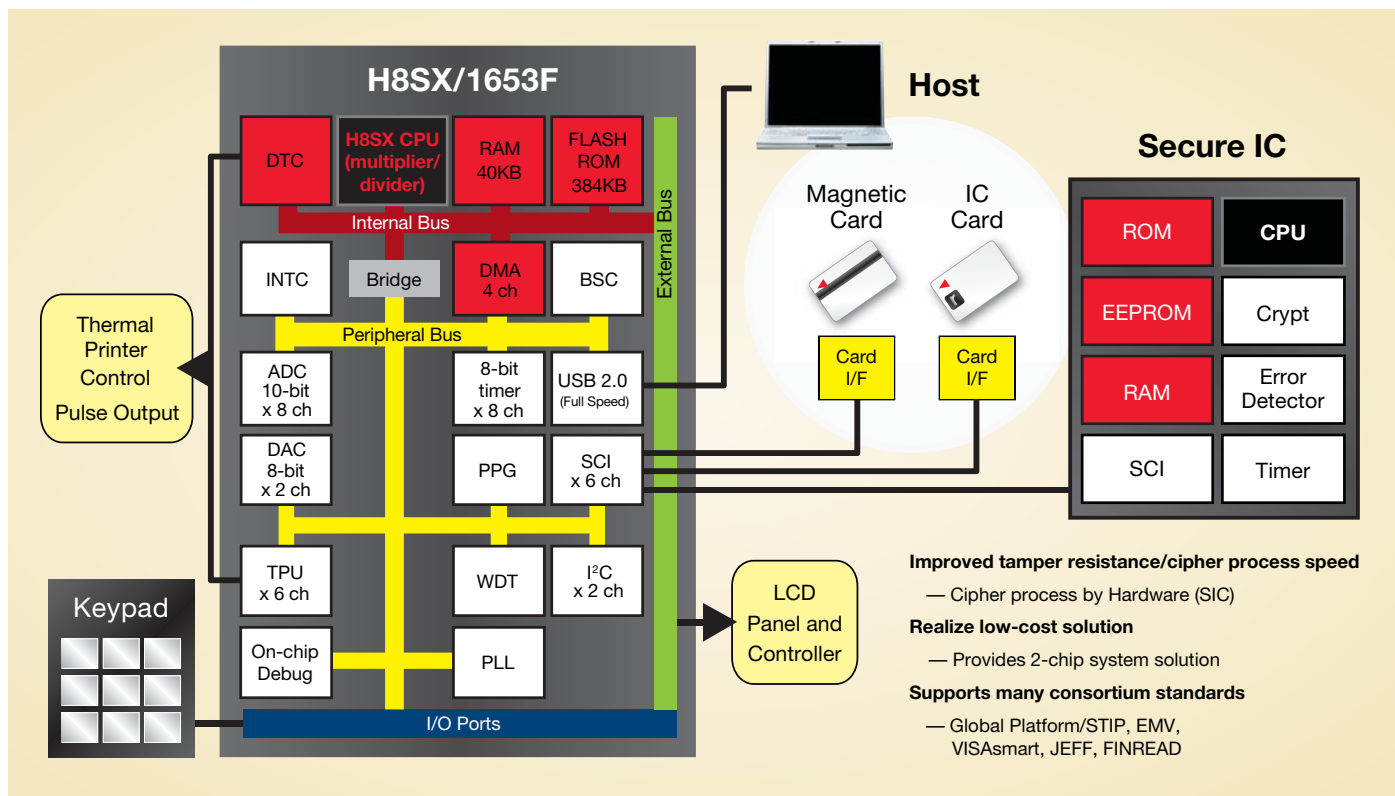 H8SX/1653F
DTC
H8SX CPU
(multiplier/
divider)
RAM
40KB
FLASH
ROM
384KB
Internal Bus
External Bus
INTC
Bridge
DMA
4 ch
BSC
Peripheral Bus
ADC
10-bit
x 8 ch
8-bit
timer
x 8 ch
USB 2.0
(Full Speed)
DAC
8-bit
x 2 ch
PPG
SCI
x 6 ch
TPU
x 6 ch
WDT
I²C
x 2 ch
On-chip
Debug
PLL
I/O Ports
Thermal
Printer
Control
Pulse Output
Keypad
Host
Magnetic
Card
IC
Card
Card
I/F
Card
I/F
LCD
Panel and
Controller
Secure IC
ROM
CPU
EEPROM
Crypt
RAM
Error
Detector
SCI
Timer
Improved tamper resistance/cipher process speed
— Cipher process by Hardware (SIC)
Realize low-cost solution
— Provides 2-chip system solution
Supports many consortium standards
— Global Platform/STIP, EMV,
VISAsmart, JEFF, FINREAD